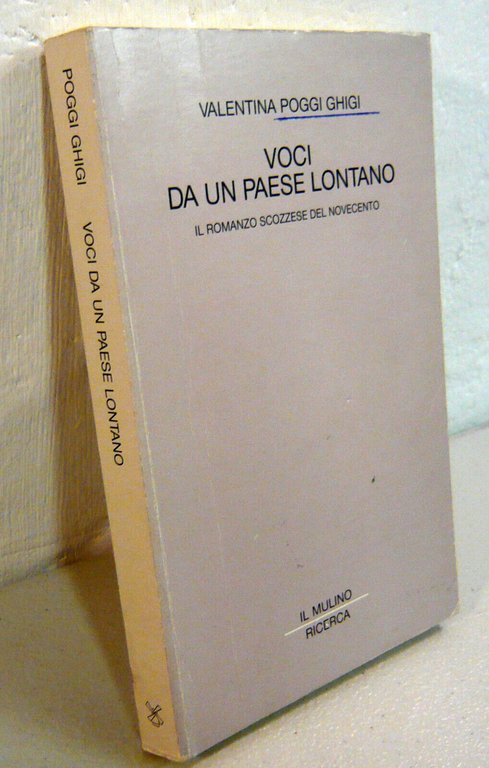 POGGI GHIGI VOCI DA UN PAESE LONTANO
VALENTINA POGGI GHIGI
VOCI
DA UN PAESE LONTANO
IL ROMANZO SCOZZESE DEL NOVECENTO
IL MULINO
RICERCA